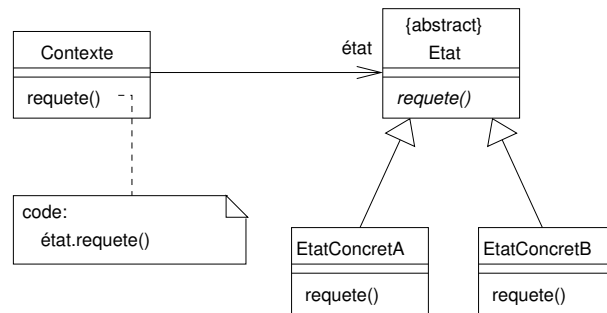 Contexte
requete()
état
{abstract}
Etat
requete()
code:
état.requete()
EtatConcretA
requete()
EtatConcretB
requete()